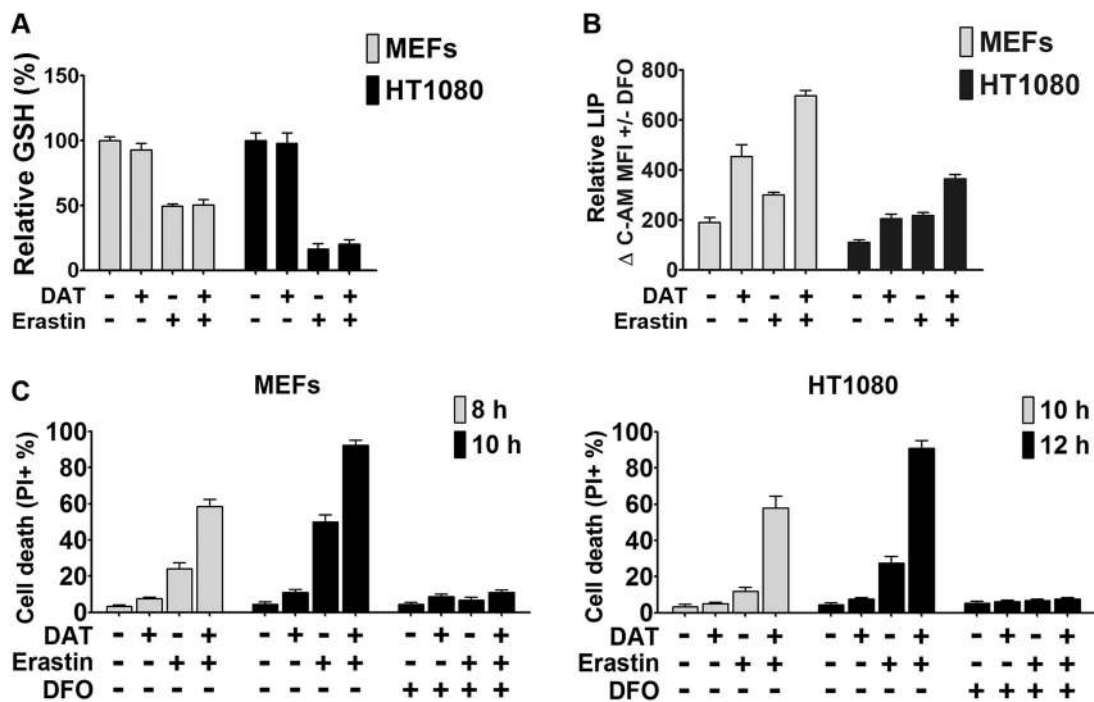 A
MEFs
HT1080
Relative GSH (%)
150
100
50
0
DAT - + - + - + - +
Erastin - - + + - - + +
B
MEFs
HT1080
Relative LIP
Δ C-AM MFI +/- DFO
800
600
400
200
0
DAT - + - + - + - +
Erastin - - + + - - + +
C
MEFs
8 h
10 h
Cell death (PI+ %)
100
80
60
40
20
0
DAT - + - + - + - + - + - +
Erastin - - + + - - + + - - + +
DFO - - - - - - - - + + + +
HT1080
10 h
12 h
Cell death (PI+ %)
100
80
60
40
20
0
DAT - + - + - + - + - + - +
Erastin - - + + - - + + - - + +
DFO - - - - - - - - + + + +